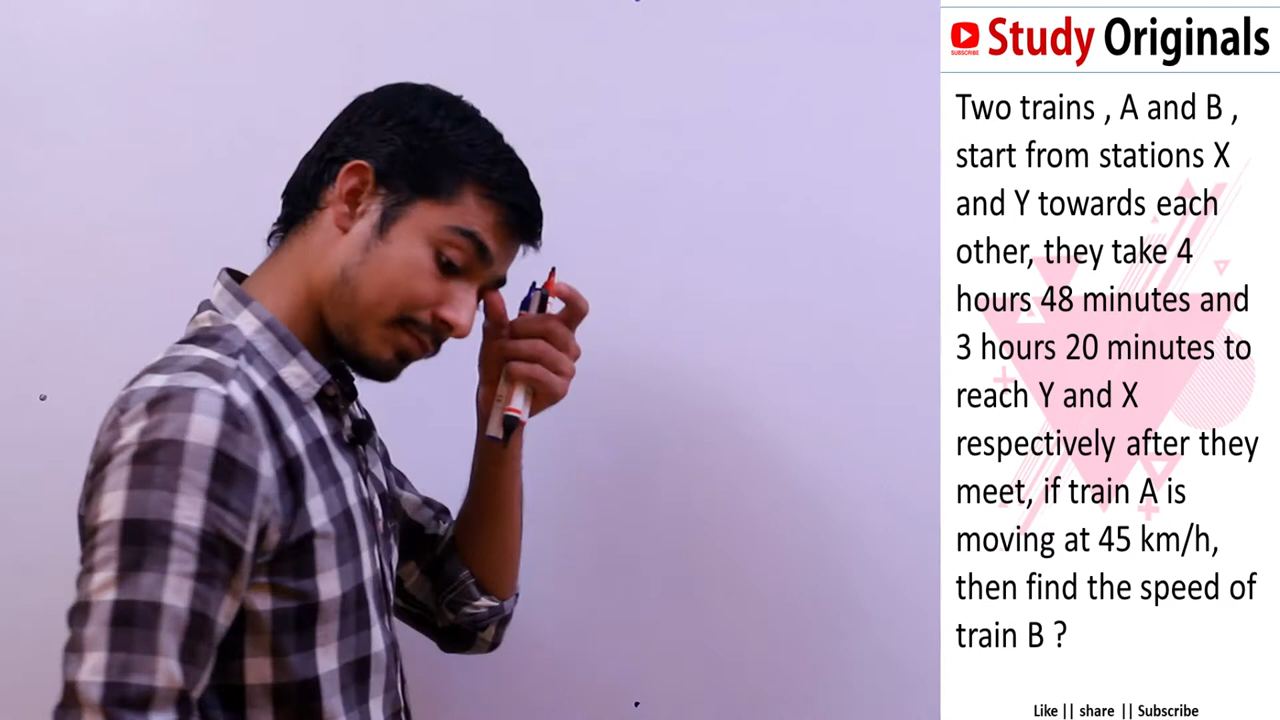 SUBSCRIBE
Study Originals
Two trains , A and B ,
start from stations X
and Y towards each
other, they take 4
hours 48 minutes and
3 hours 20 minutes to
reach Y and X
respectively after they
meet, if train A is
moving at 45 km/h,
then find the speed of
train B ?
Like || share || Subscribe